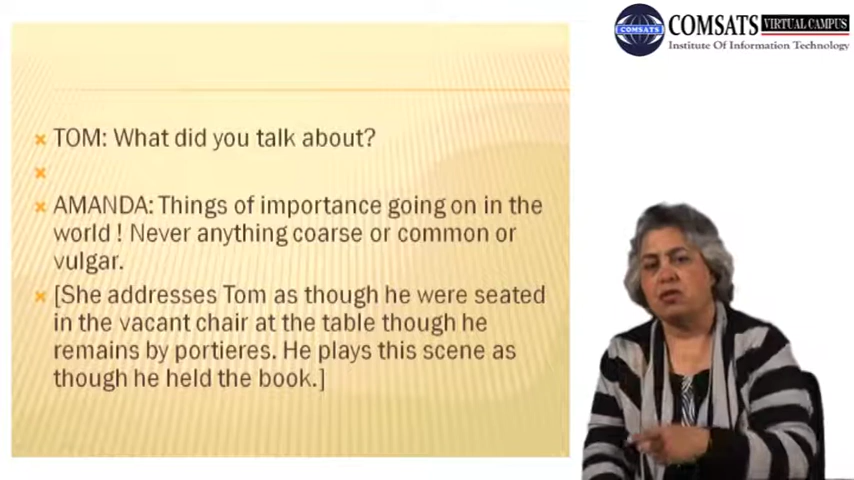 COMSATS VIRTUAL CAMPUS
COMSATS
Institute Of Information Technology
TOM: What did you talk about?
AMANDA: Things of importance going on in the
world ! Never anything coarse or common or
vulgar.
[She addresses Tom as though he were seated
in the vacant chair at the table though he
remains by portieres. He plays this scene as
though he held the book.]